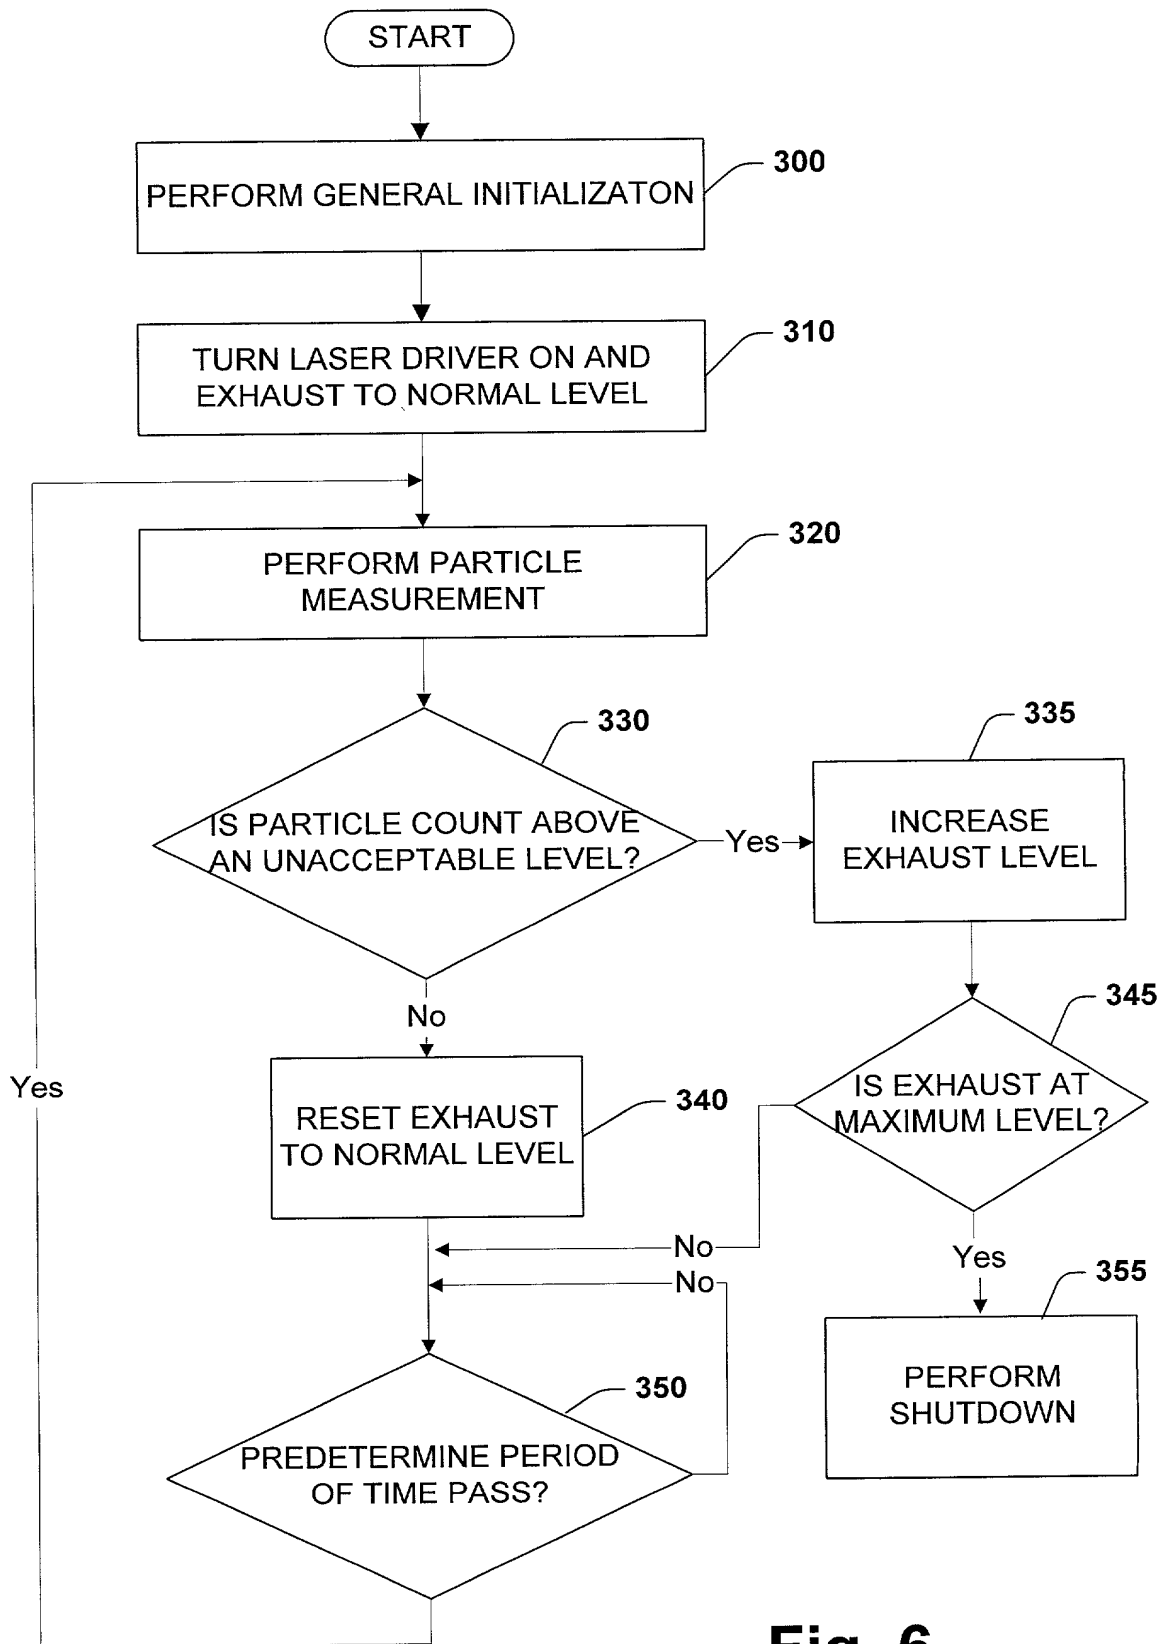 START
PERFORM GENERAL INITIALIZATON
300
TURN LASER DRIVER ON AND
EXHAUST TO NORMAL LEVEL
310
PERFORM PARTICLE
MEASUREMENT
320
IS PARTICLE COUNT ABOVE
AN UNACCEPTABLE LEVEL?
330
Yes
INCREASE
EXHAUST LEVEL
335
No
RESET EXHAUST
TO NORMAL LEVEL
340
IS EXHAUST AT
MAXIMUM LEVEL?
345
Yes
No
No
Yes
PERFORM
SHUTDOWN
355
PREDETERMINE PERIOD
OF TIME PASS?
350
Fig. 6